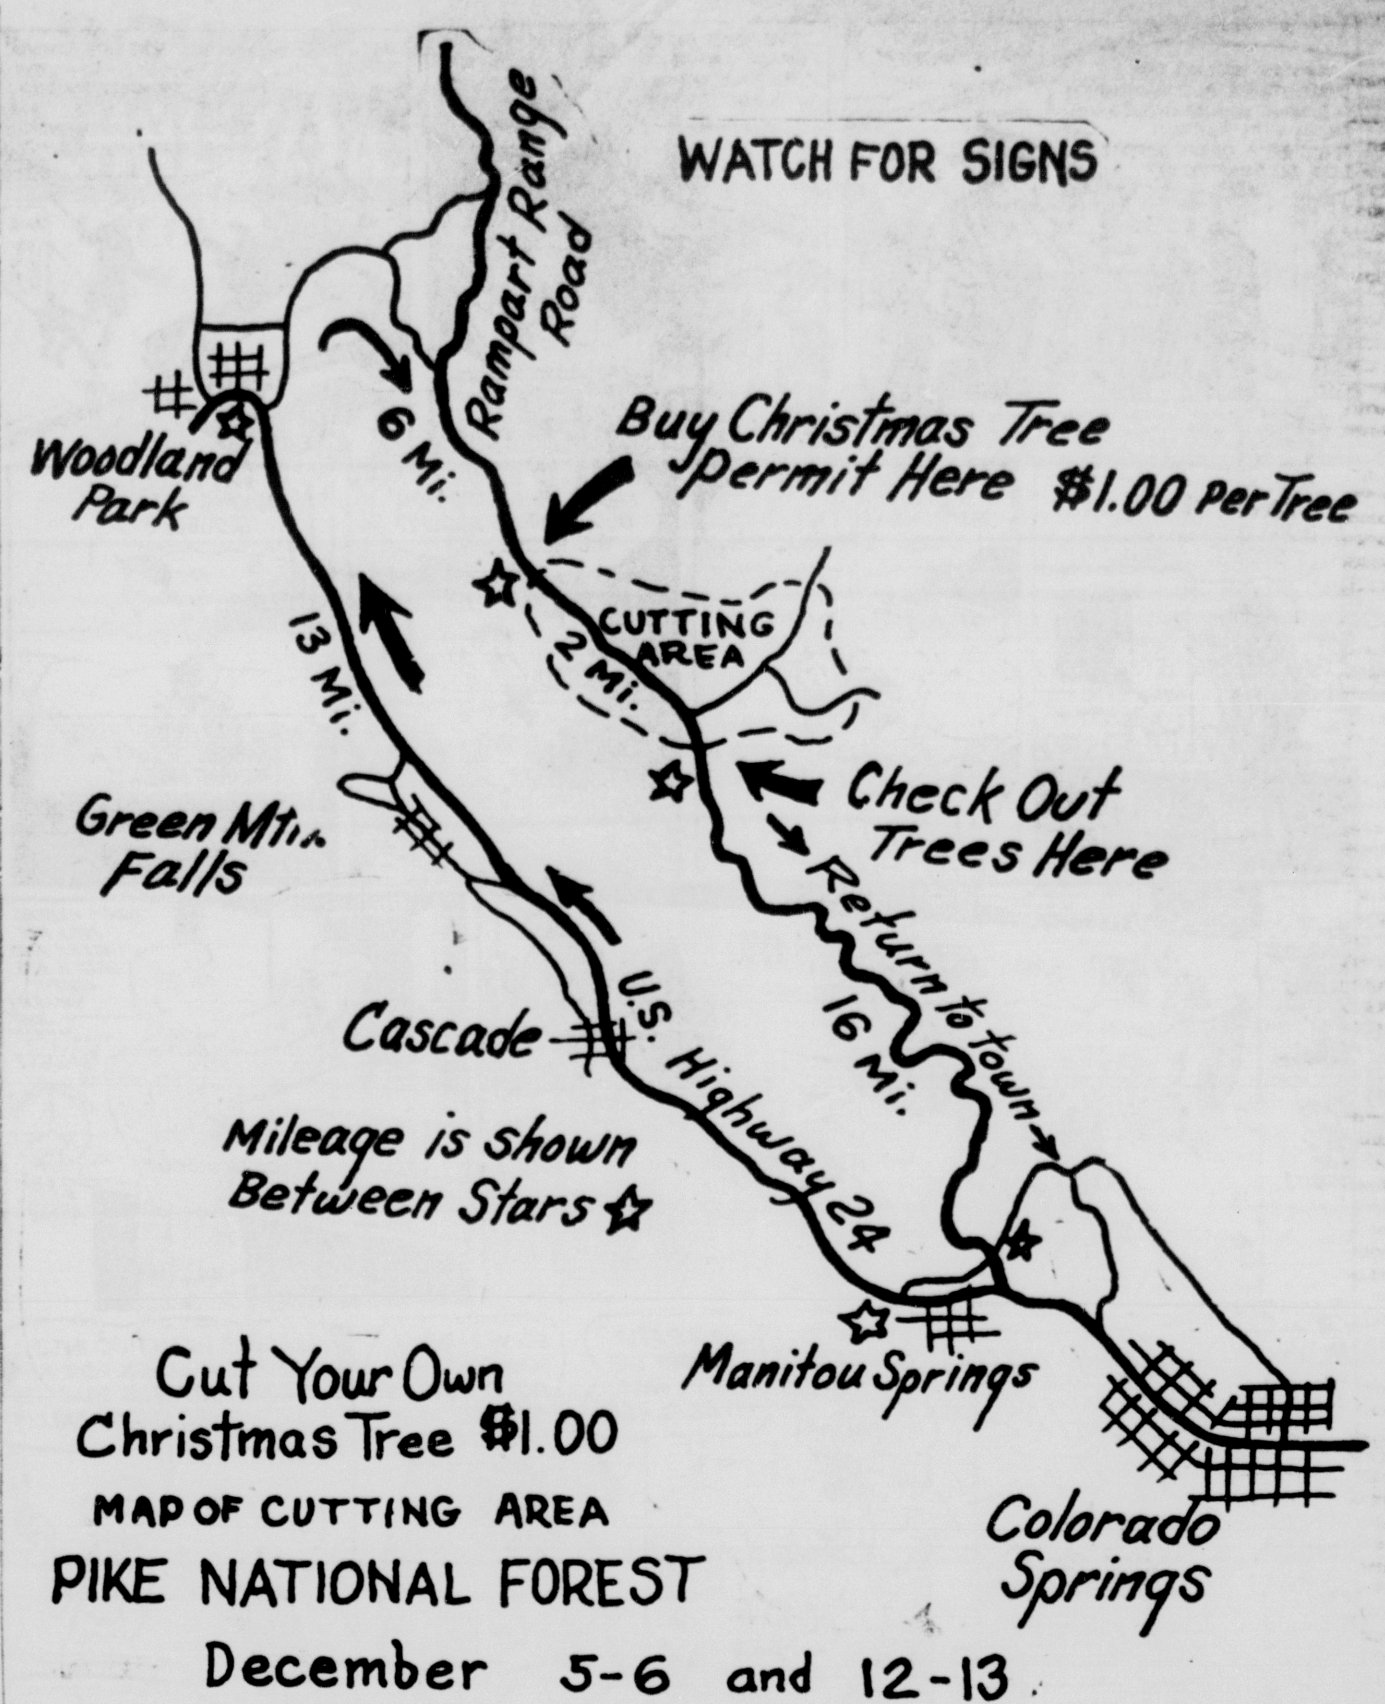 WATCH FOR SIGNS
Rampart Range
Road
6 Mi.
Buy Christmas Tree
Permit Here $1.00 Per Tree
Woodland
Park
CUTTING
AREA
2 Mi.
13 Mi.
Check Out
Trees Here
Green Mtn.
Falls
Return to town
16 Mi.
U.S. Highway 24
Cascade
Mileage is shown
Between Stars
Manitou Springs
Cut Your Own
Christmas Tree $1.00
MAP OF CUTTING AREA
PIKE NATIONAL FOREST
December 5-6 and 12-13.
Colorado
Springs